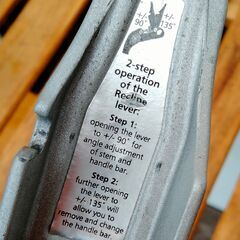 +/- +/-
90° 135°
2-step
operation
of the
Recline
lever:
Step 1:
opening the lever
to +/- 90° for
angle adjustment
of stem and
handle bar.
Step 2:
further opening
the lever to
+/- 135° will
allow you to
remove and change
the handle bar.